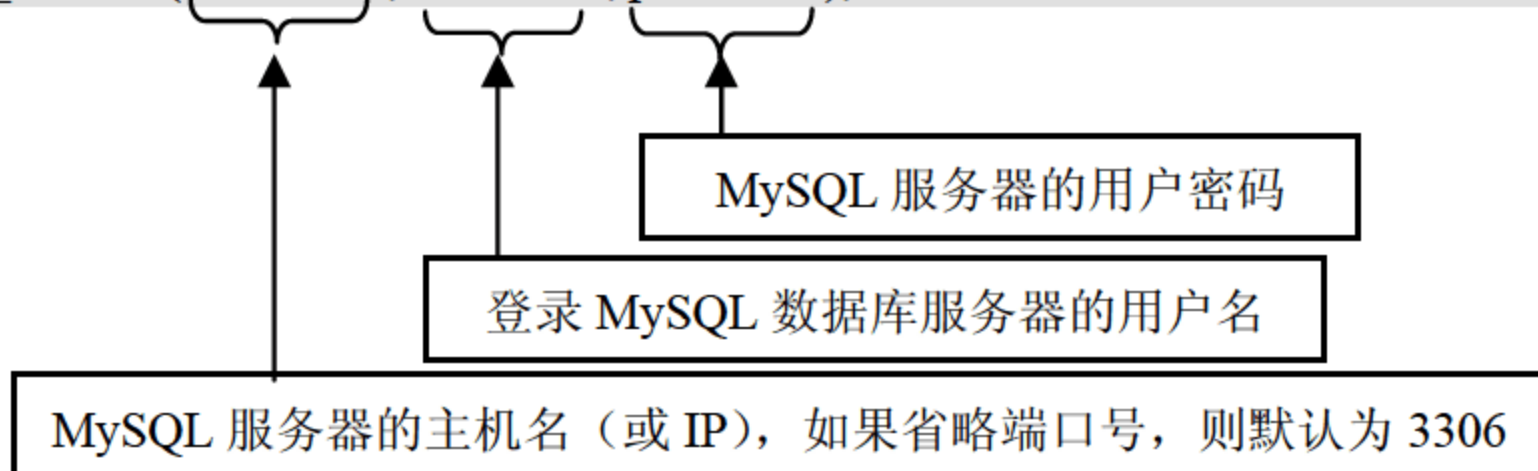 MySQL 服务器的用户密码
登录 MySQL 数据库服务器的用户名
MySQL 服务器的主机名（或 IP），如果省略端口号，则默认为 3306